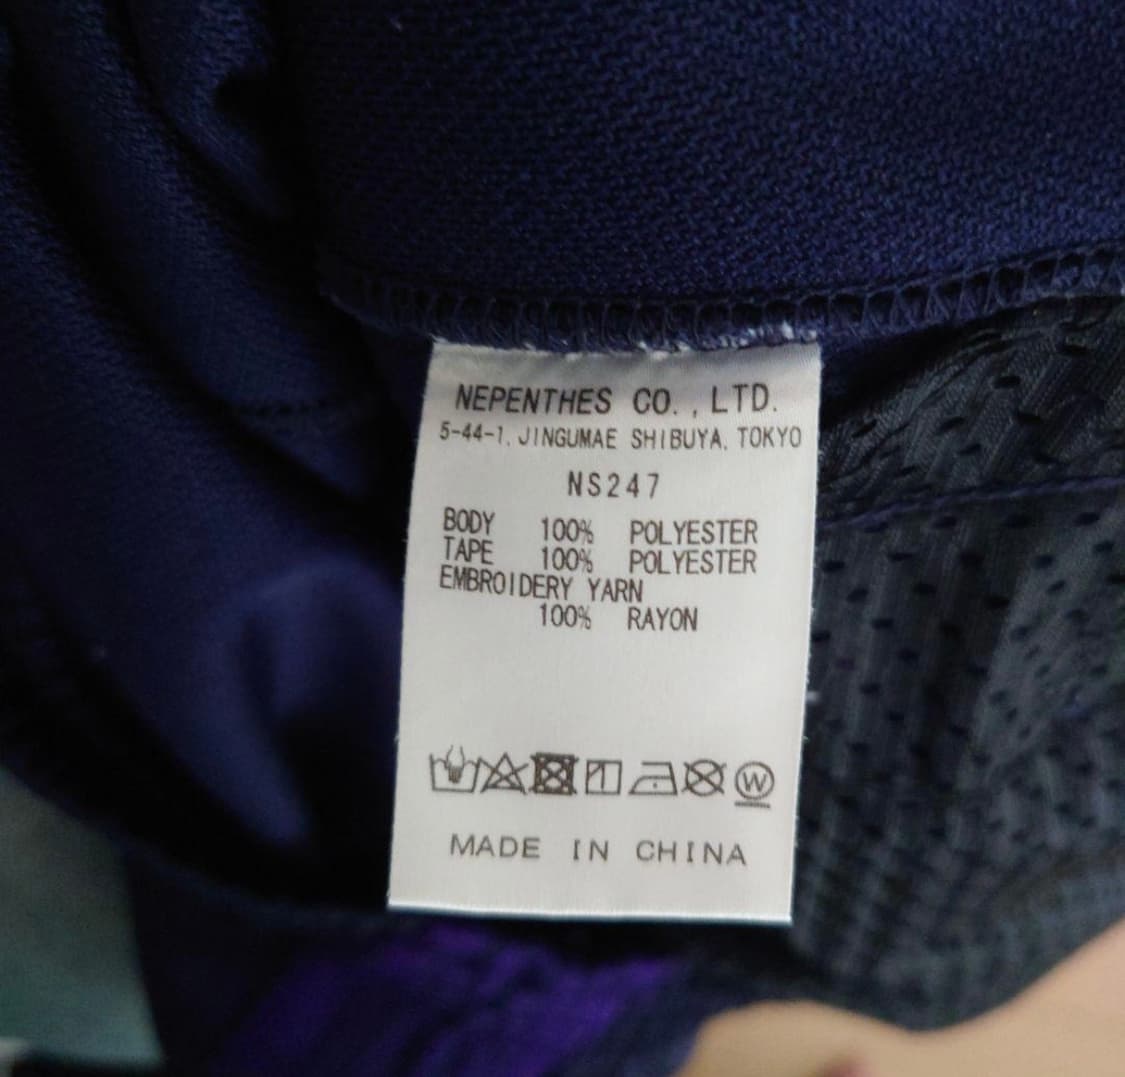 NEPENTHES CO., LTD.
5-44-1, JINGUMAE SHIBUYA, TOKYO
NS247
BODY 100% POLYESTER
TAPE 100% POLYESTER
EMBROIDERY YARN
100% RAYON
W
MADE IN CHINA